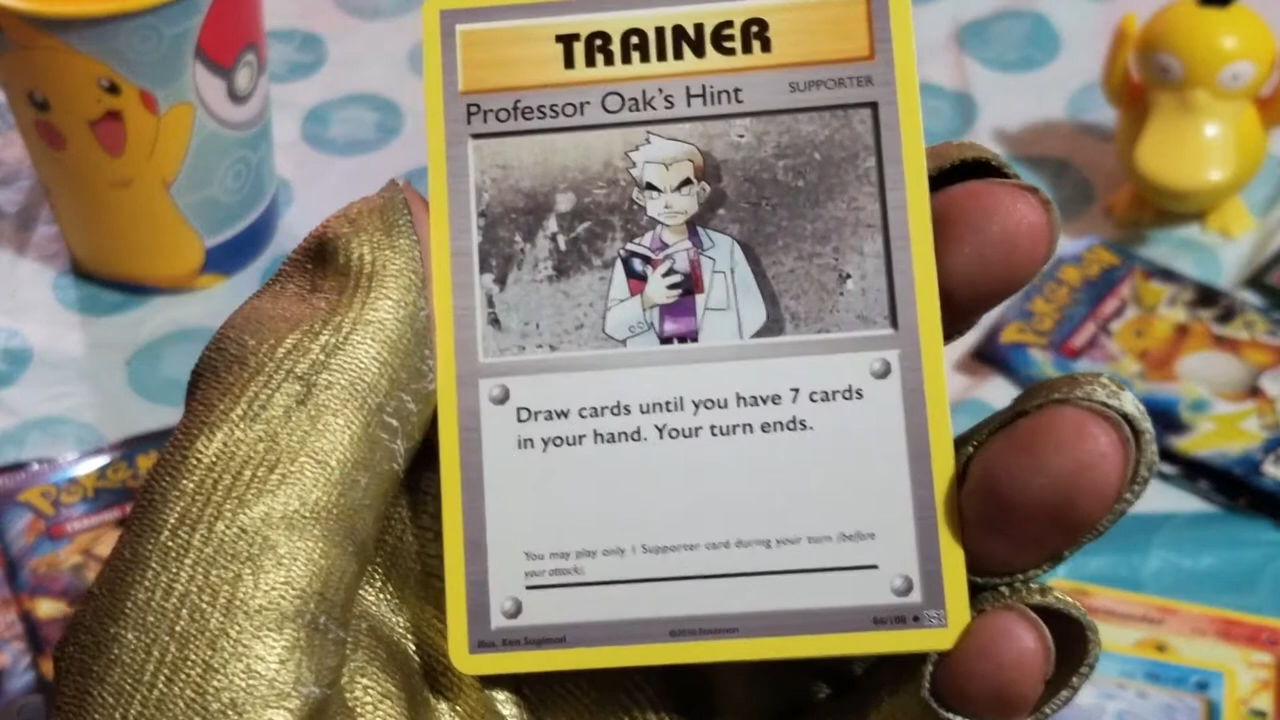 TRAINER
Professor Oak's Hint
SUPPORTER
Draw cards until you have 7 cards
in your hand. Your turn ends.
You may play only 1 Supporter card during your turn (before
your attack).
Illus. Ken Sugimori
©2016 Pokémon
84/108
POKéMON
POKéMON